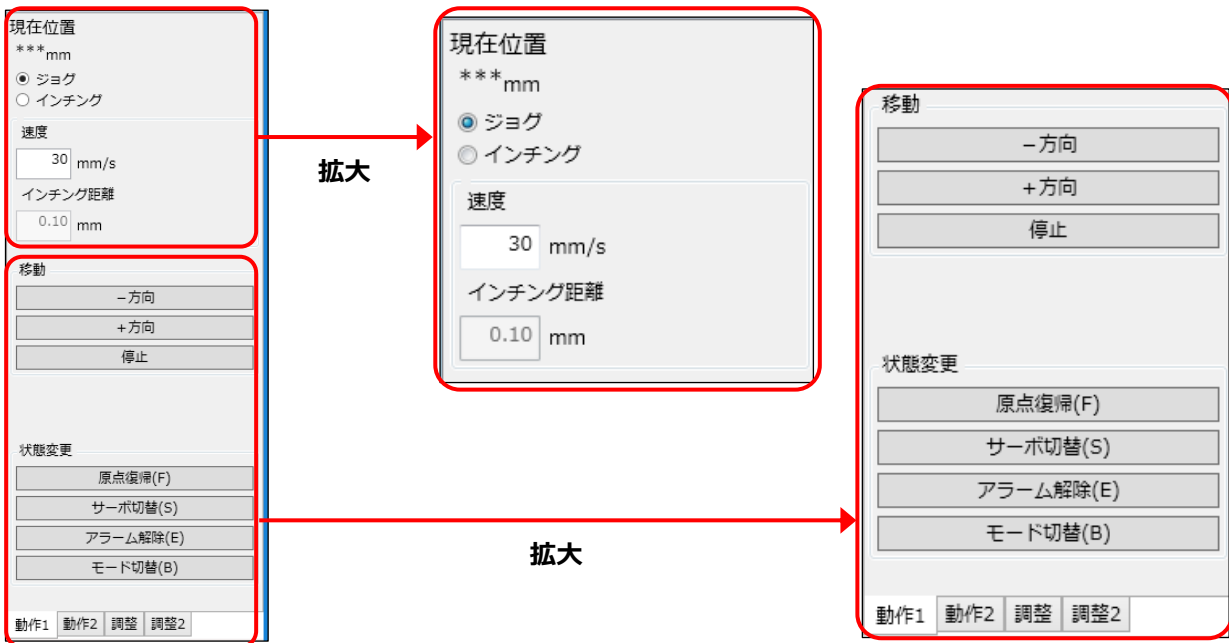 現在位置
***mm
ジョグ
インチング
速度
30 mm/s
インチング距離
0.10 mm
移動
－方向
+方向
停止
状態変更
原点復帰(F)
サーボ切替(S)
アラーム解除(E)
モード切替(B)
動作1 動作2 調整 調整2
拡大
現在位置
***mm
ジョグ
インチング
速度
30 mm/s
インチング距離
0.10 mm
拡大
移動
－方向
+方向
停止
状態変更
原点復帰(F)
サーボ切替(S)
アラーム解除(E)
モード切替(B)
動作1 動作2 調整 調整2